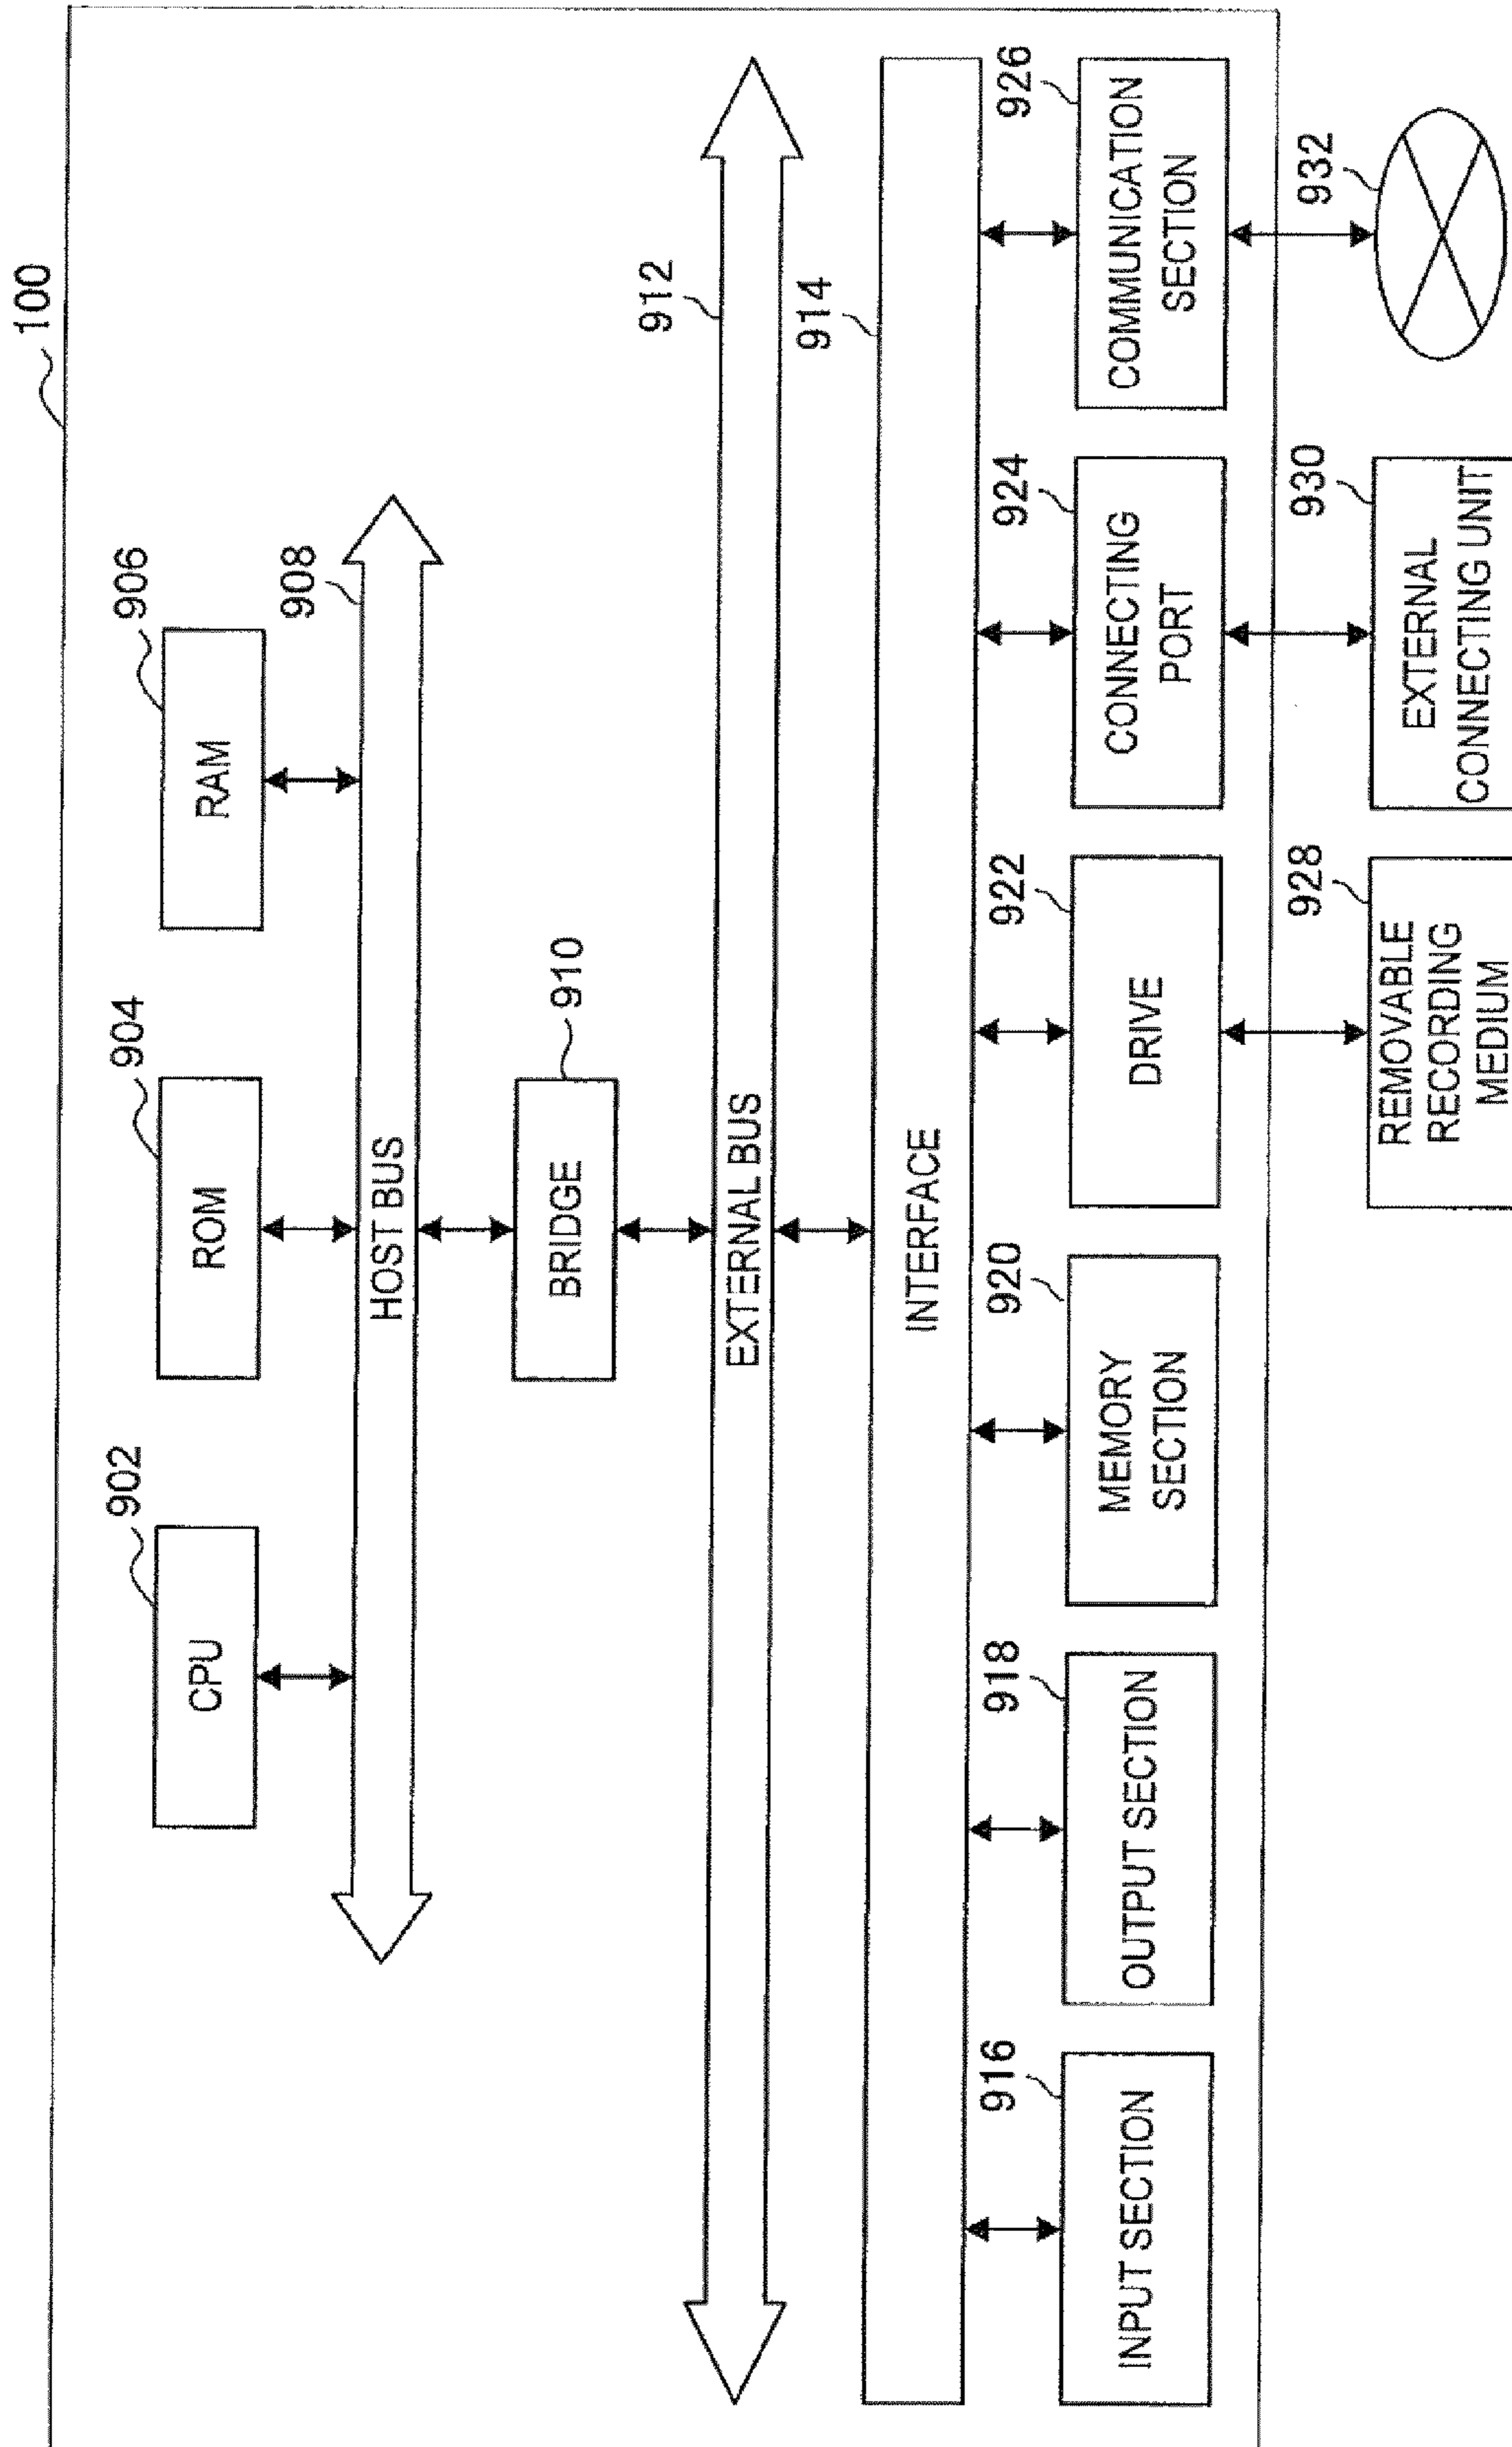 100
902
904
906
CPU
ROM
RAM
908
HOST BUS
910
BRIDGE
912
EXTERNAL BUS
914
INTERFACE
916
918
920
922
924
926
INPUT SECTION
OUTPUT SECTION
MEMORY
SECTION
DRIVE
CONNECTING
PORT
COMMUNICATION
SECTION
928
930
932
REMOVABLE
RECORDING
MEDIUM
EXTERNAL
CONNECTING UNIT